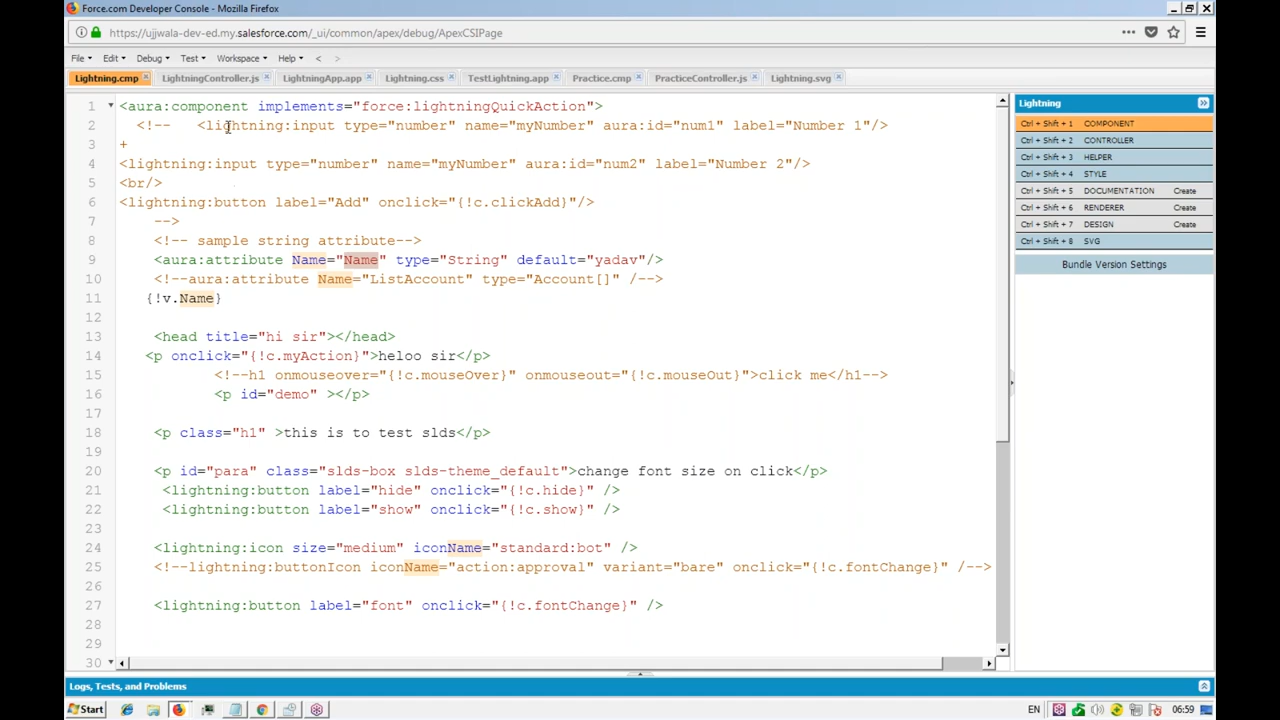 Force.com Developer Console - Mozilla Firefox
https://ujjwala-dev-ed.my.salesforce.com/_ui/common/apex/debug/ApexCSIPage
File Edit Debug Test Workspace Help < >
Lightning.cmp LightningController.js LightningApp.app Lightning.css TestLightning.app Practice.cmp PracticeController.js Lightning.svg
1 <aura:component implements="force:lightningQuickAction">
2 <!-- <lightning:input type="number" name="myNumber" aura:id="num1" label="Number 1"/>
3 +
4 <lightning:input type="number" name="myNumber" aura:id="num2" label="Number 2"/>
5 <br/>
6 <lightning:button label="Add" onclick="{!c.clickAdd}"/>
7 -->
8 <!-- sample string attribute-->
9 <aura:attribute Name="Name" type="String" default="yadav"/>
10 <!--aura:attribute Name="ListAccount" type="Account[]" /-->
11 {!v.Name}
12
13 <head title="hi sir"></head>
14 <p onclick="{!c.myAction}">heloo sir</p>
15 <!--h1 onmouseover="{!c.mouseOver}" onmouseout="{!c.mouseOut}">click me</h1-->
16 <p id="demo" ></p>
17
18 <p class="h1" >this is to test slds</p>
19
20 <p id="para" class="slds-box slds-theme_default">change font size on click</p>
21 <lightning:button label="hide" onclick="{!c.hide}" />
22 <lightning:button label="show" onclick="{!c.show}" />
23
24 <lightning:icon size="medium" iconName="standard:bot" />
25 <!--lightning:buttonIcon iconName="action:approval" variant="bare" onclick="{!c.fontChange}" /-->
26
27 <lightning:button label="font" onclick="{!c.fontChange}" />
28
29
30
Lightning
Ctrl + Shift + 1 COMPONENT
Ctrl + Shift + 2 CONTROLLER
Ctrl + Shift + 3 HELPER
Ctrl + Shift + 4 STYLE
Ctrl + Shift + 5 DOCUMENTATION Create
Ctrl + Shift + 6 RENDERER Create
Ctrl + Shift + 7 DESIGN Create
Ctrl + Shift + 8 SVG
Bundle Version Settings
Logs, Tests, and Problems
Start EN 06:59